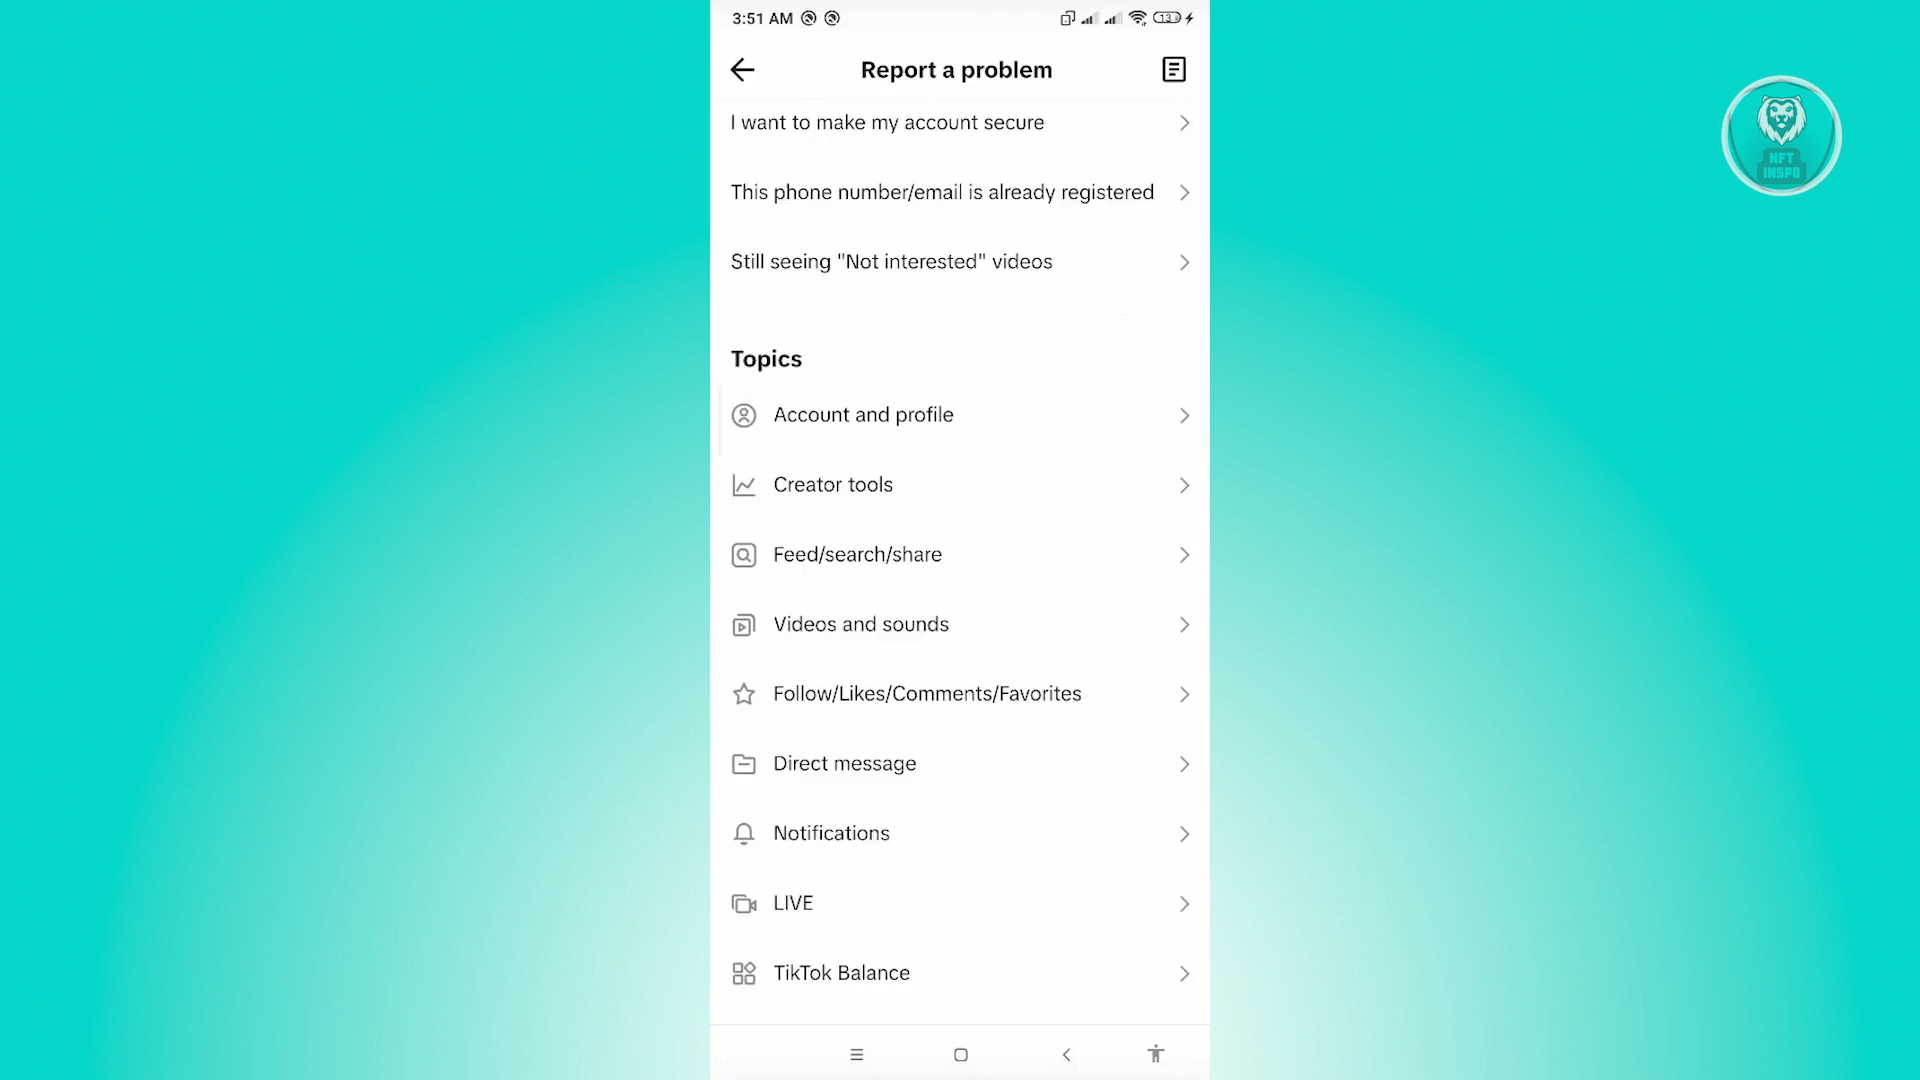 3:51 AM
13
Report a problem
I want to make my account secure
This phone number/email is already registered
Still seeing "Not interested" videos
Topics
Account and profile
Creator tools
Feed/search/share
Videos and sounds
Follow/Likes/Comments/Favorites
Direct message
Notifications
LIVE
TikTok Balance
NFT
INSPO